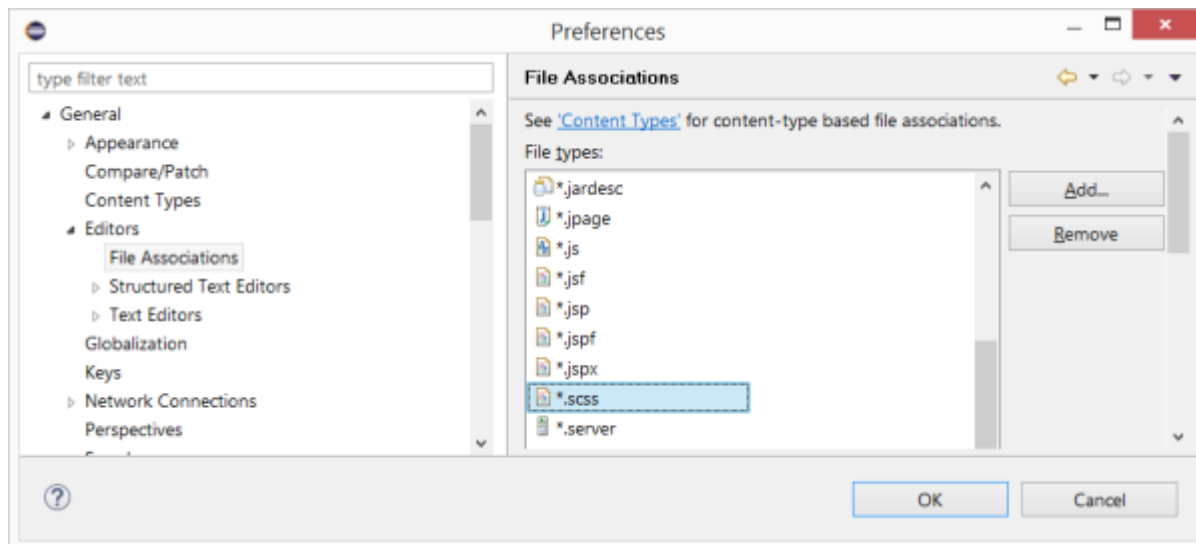 Preferences
type filter text
General
Appearance
Compare/Patch
Content Types
Editors
File Associations
Structured Text Editors
Text Editors
Globalization
Keys
Network Connections
Perspectives
File Associations
See 'Content Types' for content-type based file associations.
File types:
*.jardesc
*.jpage
*.js
*.jsf
*.jsp
*.jspf
*.jspx
*.scss
*.server
Add...
Remove
OK
Cancel